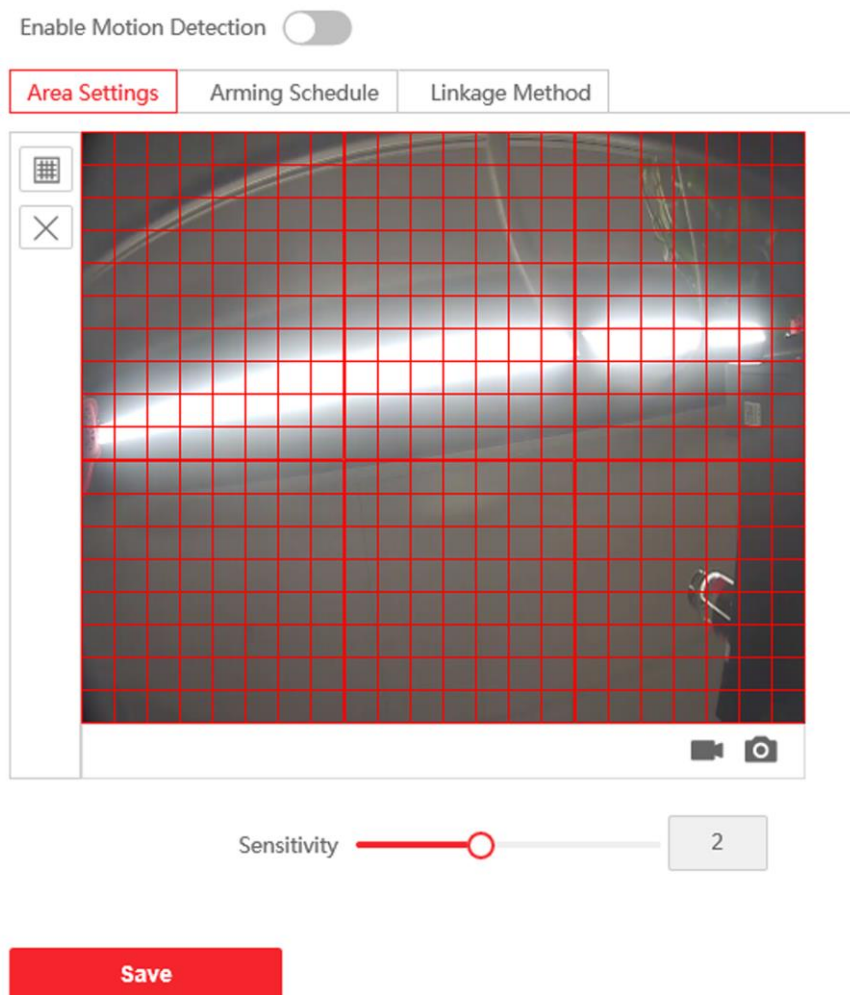 Enable Motion Detection
Area Settings Arming Schedule Linkage Method
Sensitivity 2
Save